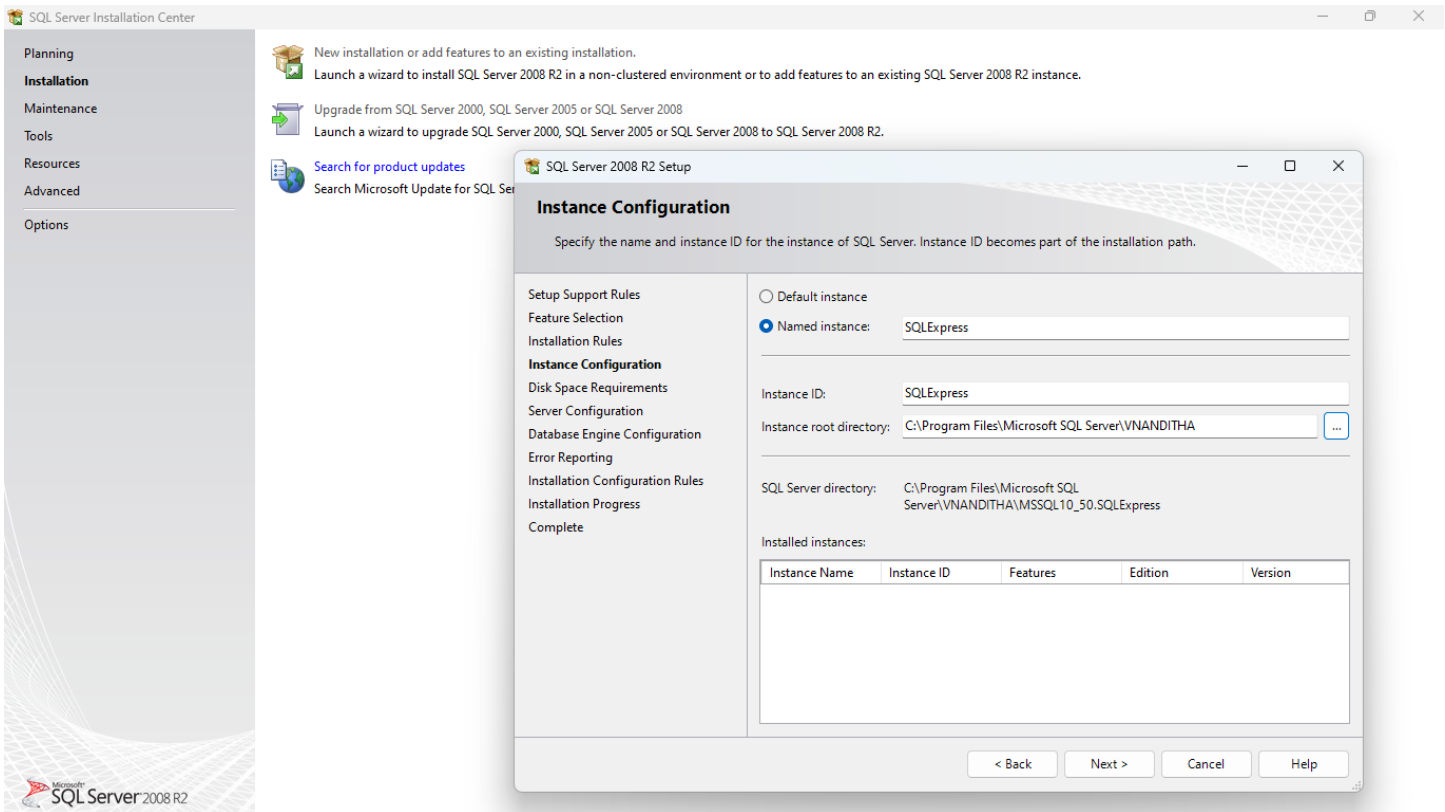 SQL Server Installation Center
Planning
Installation
Maintenance
Tools
Resources
Advanced
Options
New installation or add features to an existing installation.
Launch a wizard to install SQL Server 2008 R2 in a non-clustered environment or to add features to an existing SQL Server 2008 R2 instance.
Upgrade from SQL Server 2000, SQL Server 2005 or SQL Server 2008
Launch a wizard to upgrade SQL Server 2000, SQL Server 2005 or SQL Server 2008 to SQL Server 2008 R2.
Search for product updates
Search Microsoft Update for SQL Ser
SQL Server 2008 R2 Setup
Instance Configuration
Specify the name and instance ID for the instance of SQL Server. Instance ID becomes part of the installation path.
Setup Support Rules
Feature Selection
Installation Rules
Instance Configuration
Disk Space Requirements
Server Configuration
Database Engine Configuration
Error Reporting
Installation Configuration Rules
Installation Progress
Complete
Default instance
Named instance: SQLExpress
Instance ID: SQLExpress
Instance root directory: C:\Program Files\Microsoft SQL Server\VNANDITHA ...
SQL Server directory: C:\Program Files\Microsoft SQL
Server\VNANDITHA\MSSQL10_50.SQLExpress
Installed instances:
Instance Name Instance ID Features Edition Version
< Back Next > Cancel Help
Microsoft
SQL Server 2008 R2